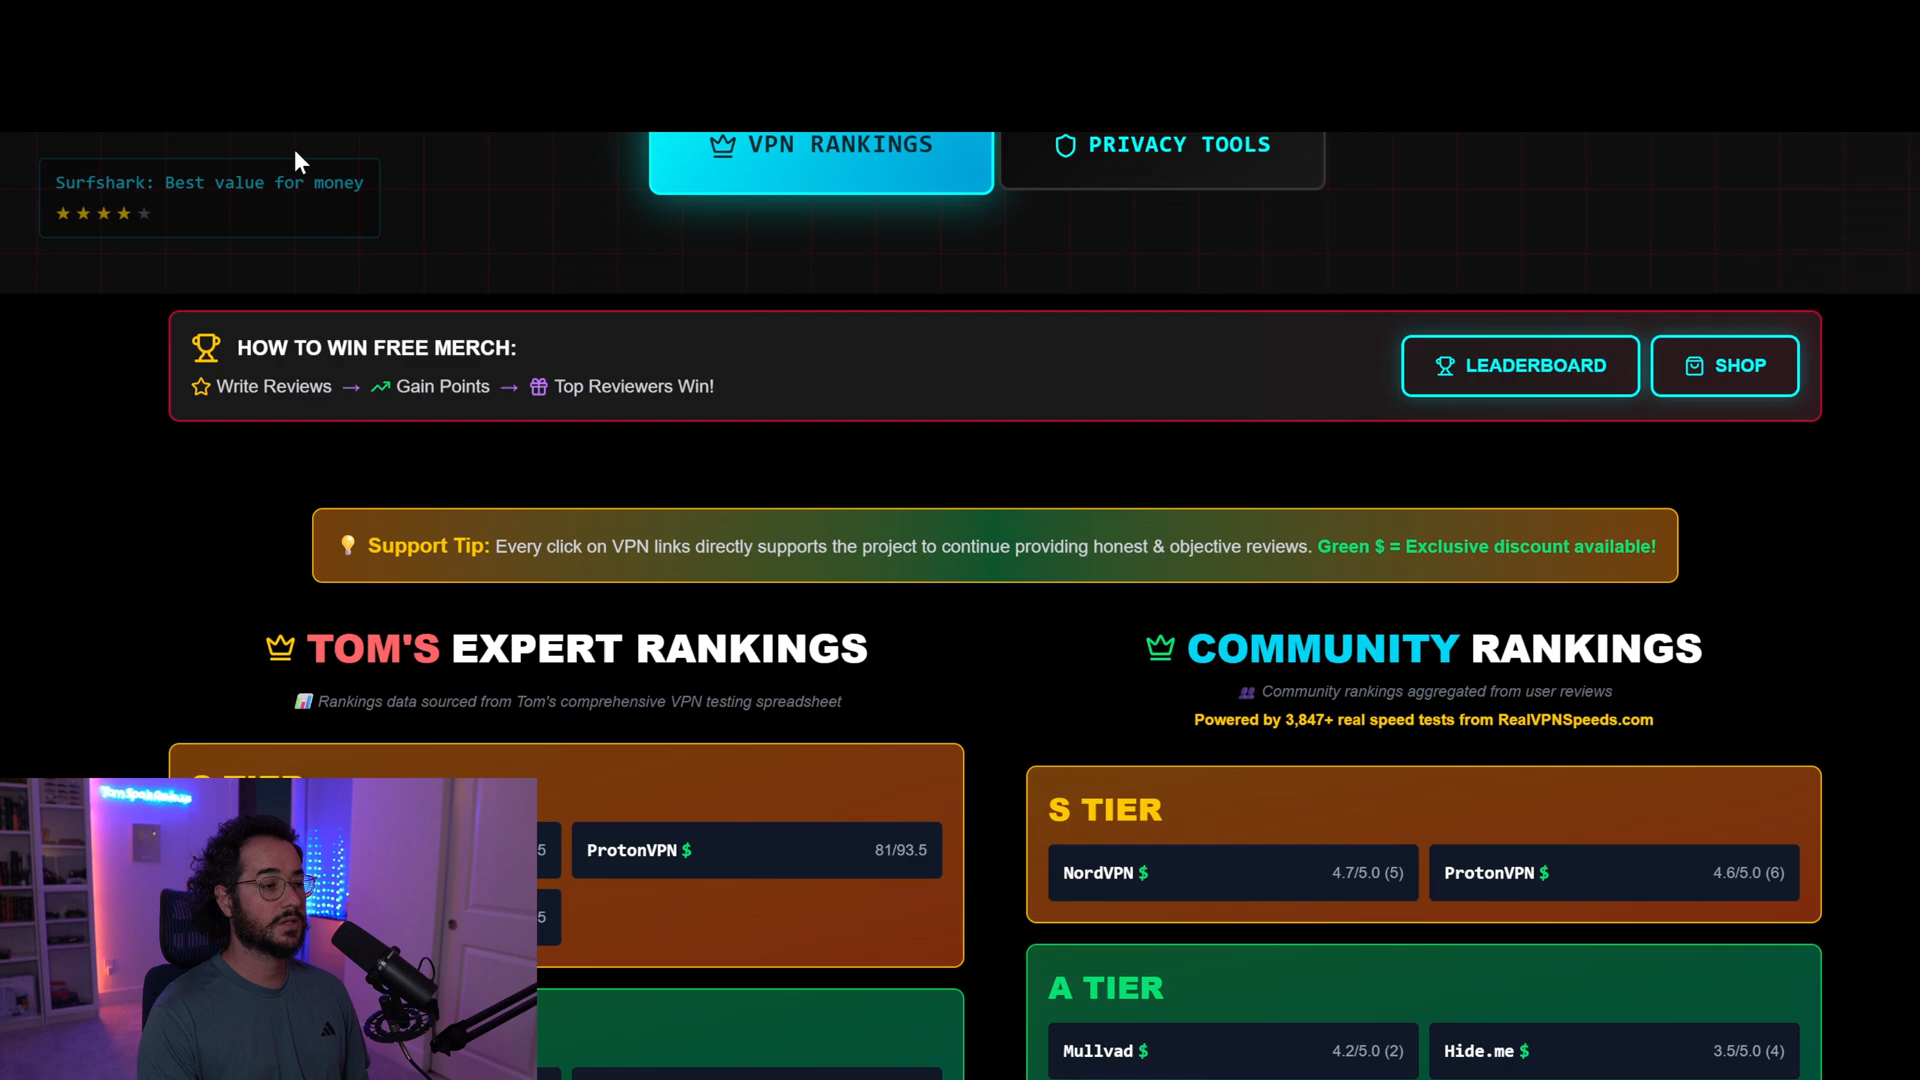 VPN RANKINGS
PRIVACY TOOLS
Surfshark: Best value for money
HOW TO WIN FREE MERCH:
Write Reviews → Gain Points → Top Reviewers Win!
LEADERBOARD
SHOP
Support Tip: Every click on VPN links directly supports the project to continue providing honest & objective reviews. Green $ = Exclusive discount available!
TOM'S EXPERT RANKINGS
Rankings data sourced from Tom's comprehensive VPN testing spreadsheet
5
ProtonVPN $ 81/93.5
5
COMMUNITY RANKINGS
Community rankings aggregated from user reviews
Powered by 3,847+ real speed tests from RealVPNSpeeds.com
S TIER
NordVPN $ 4.7/5.0 (5)
ProtonVPN $ 4.6/5.0 (6)
A TIER
Mullvad $ 4.2/5.0 (2)
Hide.me $ 3.5/5.0 (4)